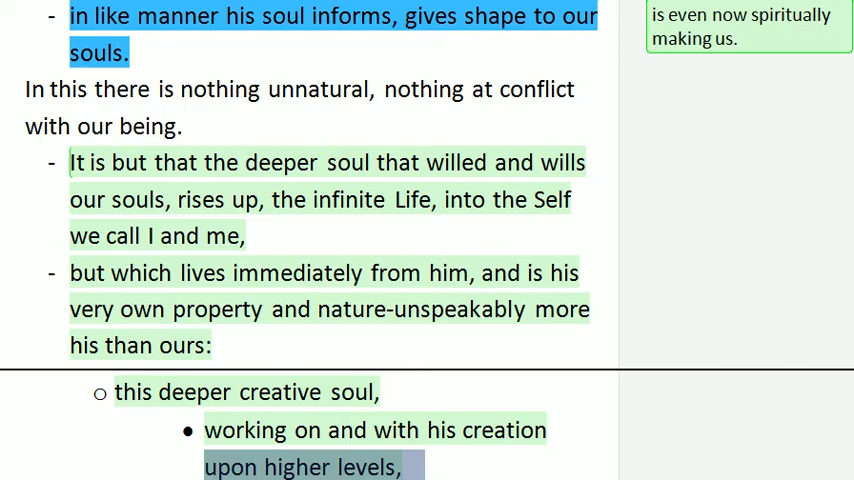 - in like manner his soul informs, gives shape to our
souls.
is even now spiritually
making us.
In this there is nothing unnatural, nothing at conflict
with our being.
- It is but that the deeper soul that willed and wills
our souls, rises up, the infinite Life, into the Self
we call I and me,
- but which lives immediately from him, and is his
very own property and nature-unspeakably more
his than ours:
o this deeper creative soul,
• working on and with his creation
upon higher levels,